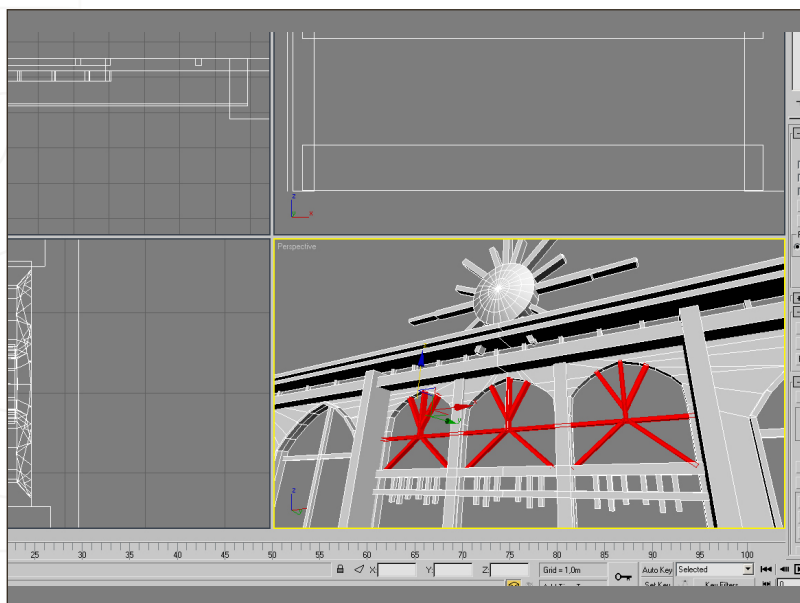 z
x
Perspective
z
25 30 35 40 45 50 55 60 65 70 75 80 85 90 95 100
X: Y: Z: Grid = 1,0m Auto Key Selected
Set Key Key Filters... 0